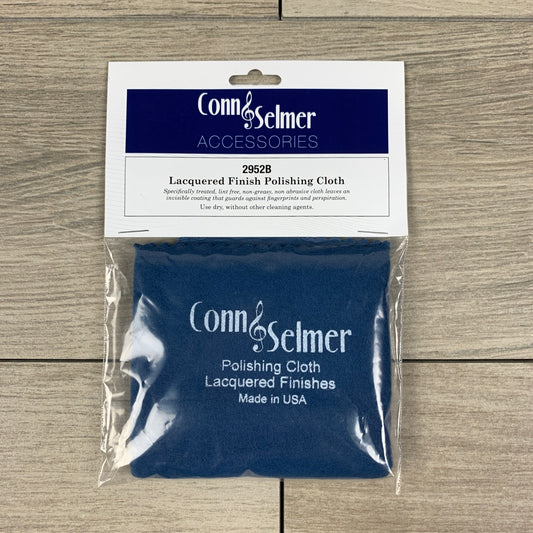 Conn Selmer
ACCESSORIES
2952B
Lacquered Finish Polishing Cloth
Specifically treated, lint free, non-greasy, non abrasive cloth leaves an
invisible coating that guards against fingerprints and perspiration.
Use dry, without other cleaning agents.
Conn Selmer
Polishing Cloth
Lacquered Finishes
Made in USA